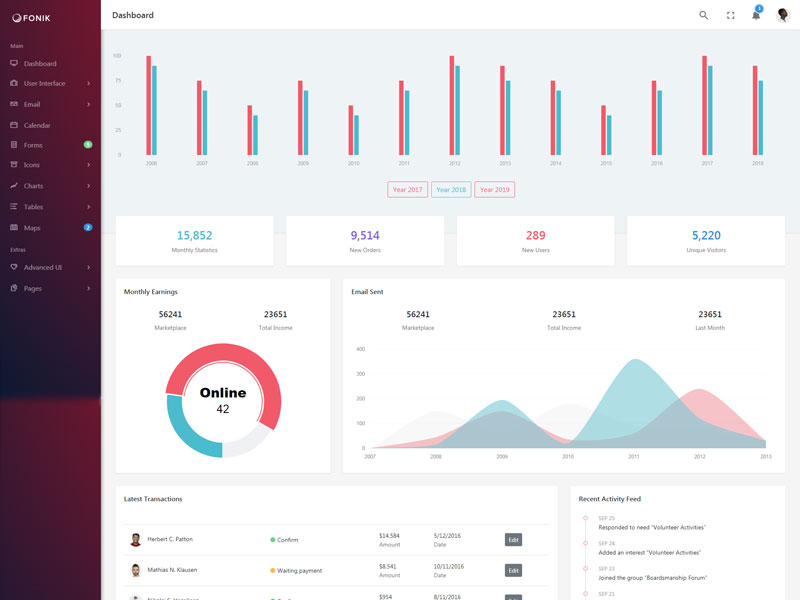 FONIK
Dashboard
3
Main
Dashboard
User Interface
Email
Calendar
Forms 6
Icons
Charts
Tables
Maps 2
Extras
Advanced UI
Pages
100
75
50
25
0
2006 2007 2008 2009 2010 2011 2012 2013 2014 2015 2016 2017 2018
Year 2017 Year 2018 Year 2019
15,852 9,514 289 5,220
Monthly Statistics New Orders New Users Unique Visitors
Monthly Earnings
56241 23651
Marketplace Total Income
Online
42
Email Sent
56241 23651 23651
Marketplace Total Income Last Month
400
300
200
100
0
2007 2008 2009 2010 2011 2012 2013
Latest Transactions
Herbert C. Patton Confirm $14,584 5/12/2016 Edit
Amount Date
Mathias N. Klausen Waiting payment $8,541 10/11/2016 Edit
Amount Date
$954 8/11/2016
Recent Activity Feed
SEP 25
Responded to need "Volunteer Activities"
SEP 24
Added an interest "Volunteer Activities"
SEP 23
Joined the group "Boardsmanship Forum"
SEP 21